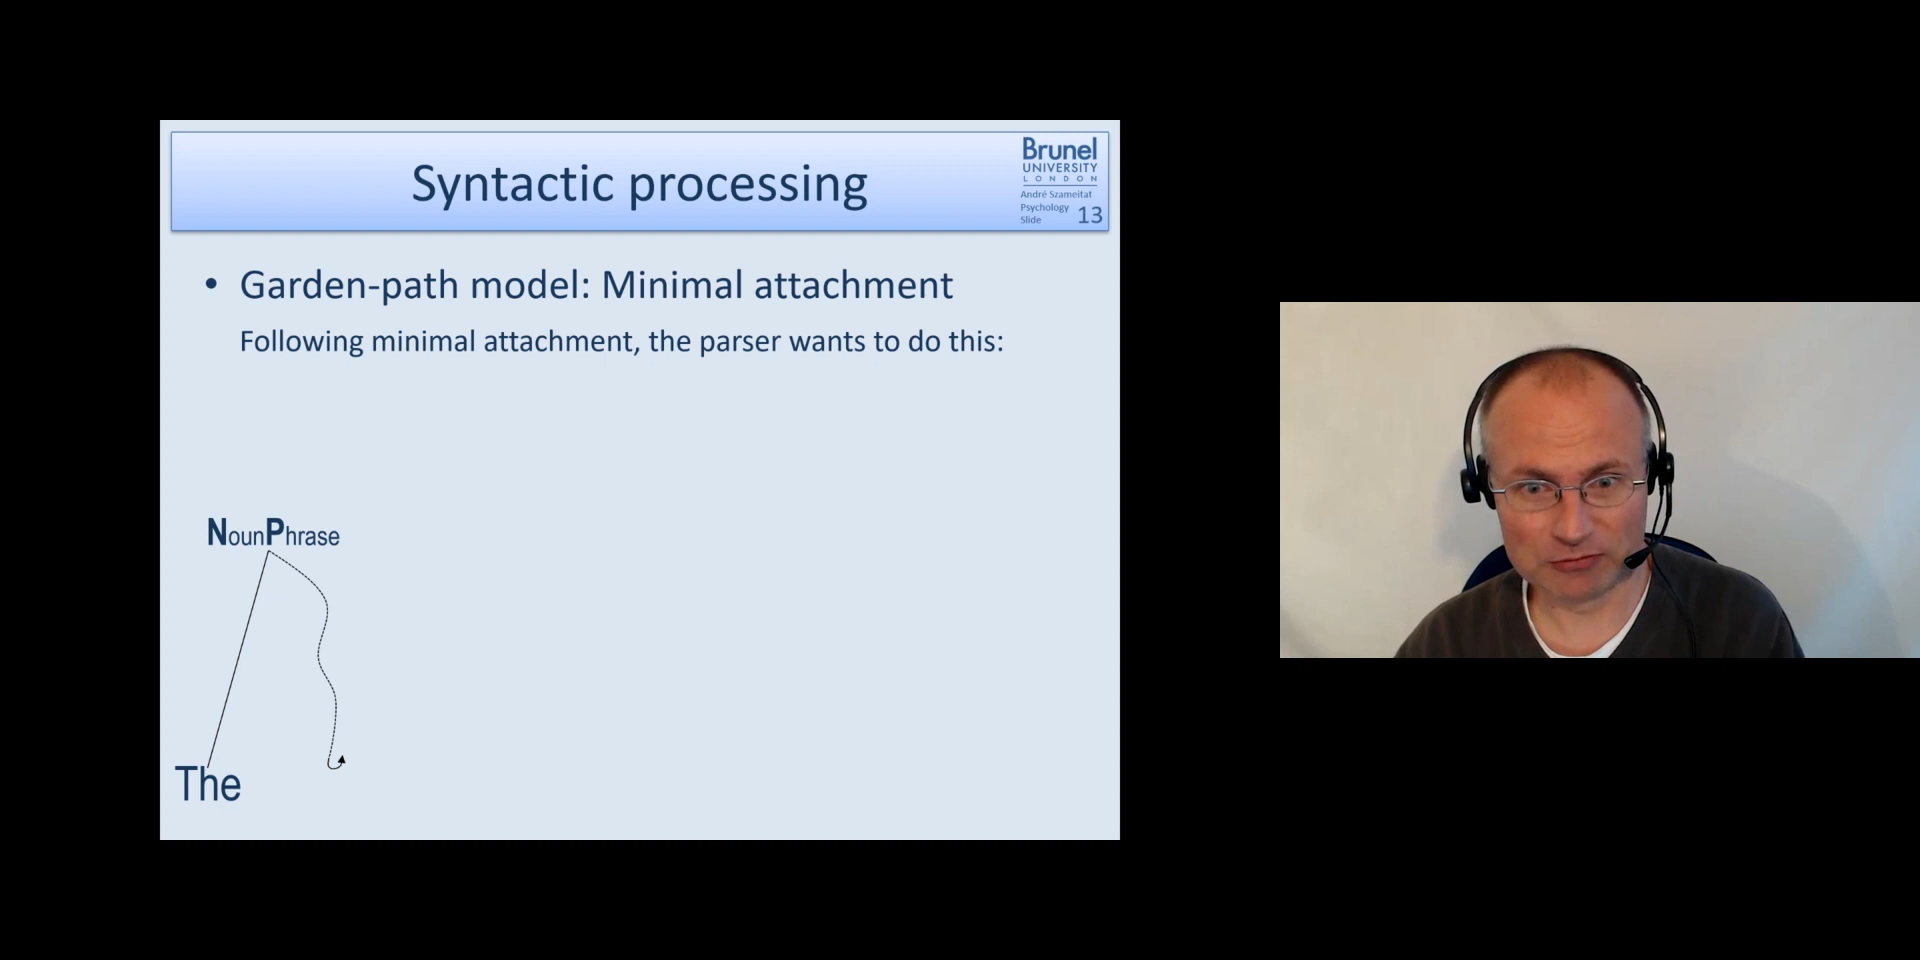 Syntactic processing
Brunel
UNIVERSITY
LONDON
André Szameitat
Psychology
Slide 13
• Garden-path model: Minimal attachment
Following minimal attachment, the parser wants to do this:
NounPhrase
The